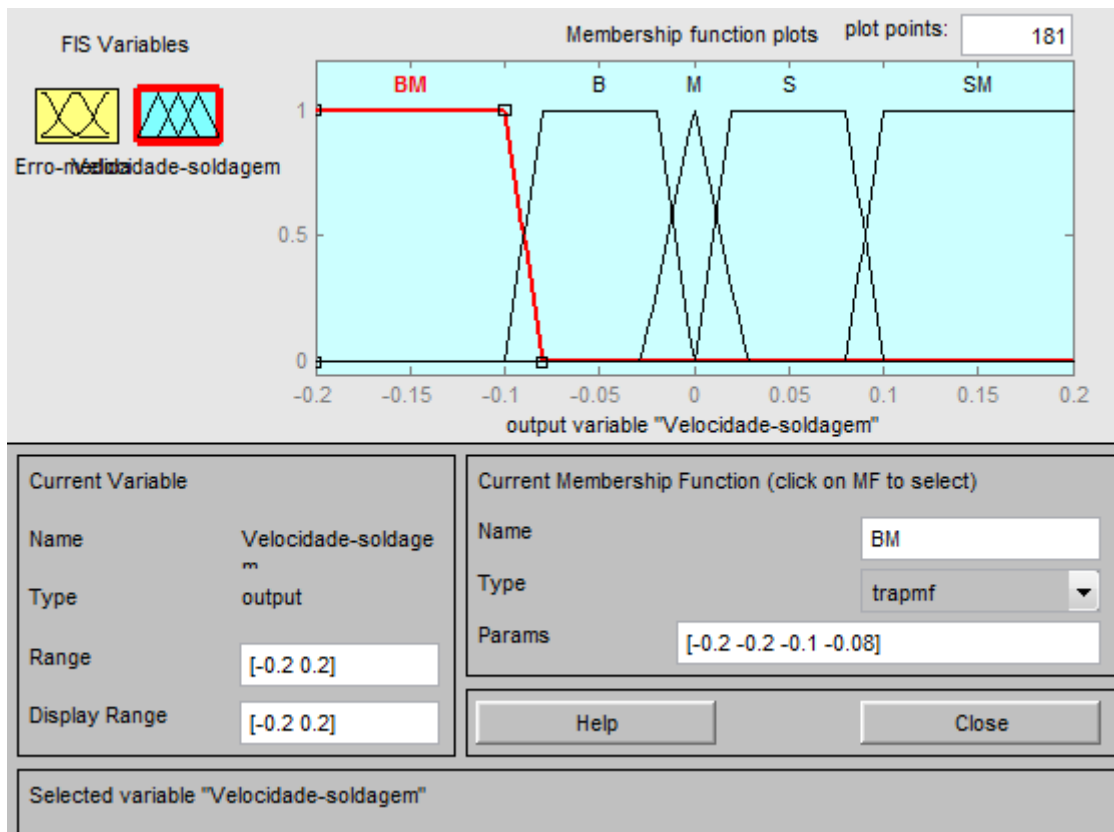 FIS Variables
Membership function plots
plot points:
181
BM
B
M
S
SM
1
0.5
0
-0.2
-0.15
-0.1
-0.05
0
0.05
0.1
0.15
0.2
output variable "Velocidade-soldagem"
Velocidade-soldagem
Current Variable
Name
Velocidade-soldage
m
Type
output
Range
[-0.2 0.2]
Display Range
[-0.2 0.2]
Current Membership Function (click on MF to select)
Name
BM
Type
trapmf
Params
[-0.2 -0.2 -0.1 -0.08]
Help
Close
Selected variable "Velocidade-soldagem"